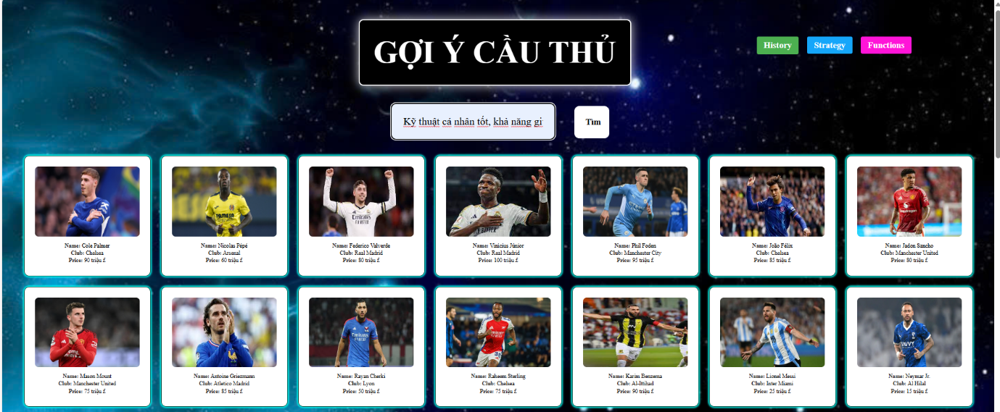 GỢI Ý CẦU THỦ
History
Strategy
Functions
Kỹ thuật cá nhân tốt, khả năng gi
Tìm
Name: Cole Palmer
Club: Chelsea
Price: 90 triệu £
Name: Nicolas Pépé
Club: Arsenal
Price: 60 triệu £
Name: Federico Valverde
Club: Real Madrid
Price: 80 triệu £
Name: Vinicius Júnior
Club: Real Madrid
Price: 100 triệu £
Name: Phil Foden
Club: Manchester City
Price: 95 triệu £
Name: João Félix
Club: Chelsea
Price: 85 triệu £
Name: Jadon Sancho
Club: Manchester United
Price: 80 triệu £
Name: Mason Mount
Club: Manchester United
Price: 75 triệu £
Name: Antoine Griezmann
Club: Atletico Madrid
Price: 85 triệu £
Name: Rayan Cherki
Club: Lyon
Price: 50 triệu £
Name: Raheem Sterling
Club: Chelsea
Price: 75 triệu £
Name: Karim Benzema
Club: Al-Ittihad
Price: 90 triệu £
Name: Lionel Messi
Club: Inter Miami
Price: 25 triệu £
Name: Neymar Jr.
Club: Al Hilal
Price: 15 triệu £